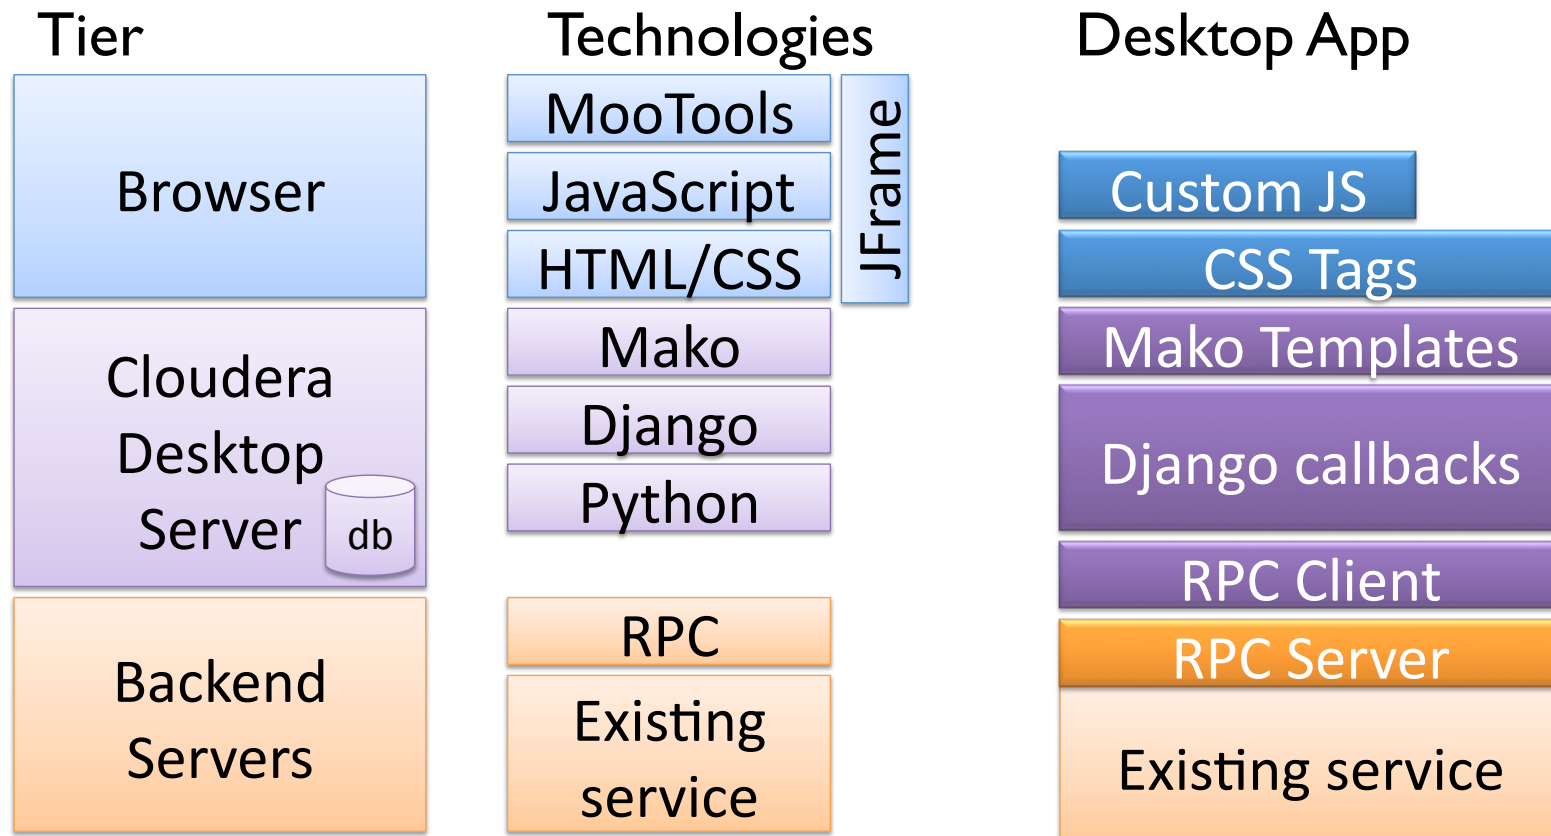 Tier
Browser
Cloudera
Desktop
Server
db
Backend
Servers
Technologies
MooTools
JavaScript
HTML/CSS
JFrame
Mako
Django
Python
RPC
Existing
service
Desktop App
Custom JS
CSS Tags
Mako Templates
Django callbacks
RPC Client
RPC Server
Existing service